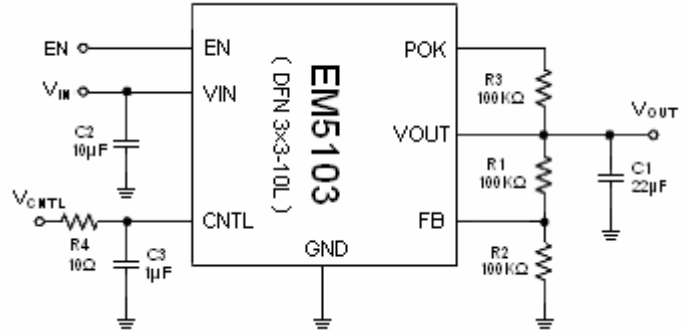 EN
V_IN
C2
10µF
V_CNTL
R4
10Ω
C3
1µF
EN
VIN
CNTL
GND
EM5103
( DFN 3x3-10L )
POK
VOUT
FB
R3
100KΩ
R1
100KΩ
R2
100KΩ
V_OUT
C1
22µF